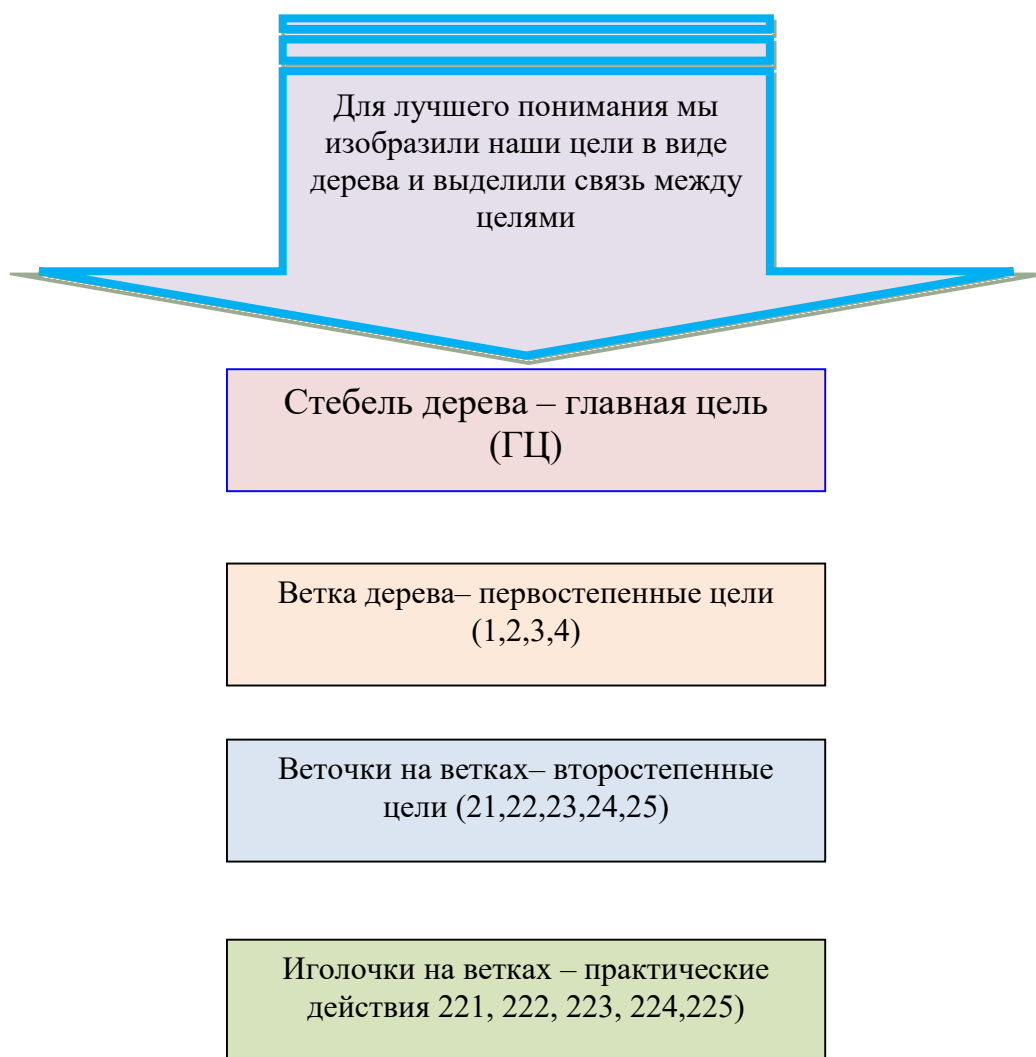 Для лучшего понимания мы
изобразили наши цели в виде
дерева и выделили связь между
целями
Стебель дерева – главная цель
(ГЦ)
Ветка дерева– первостепенные цели
(1,2,3,4)
Веточки на ветках– второстепенные
цели (21,22,23,24,25)
Иголочки на ветках – практические
действия 221, 222, 223, 224,225)